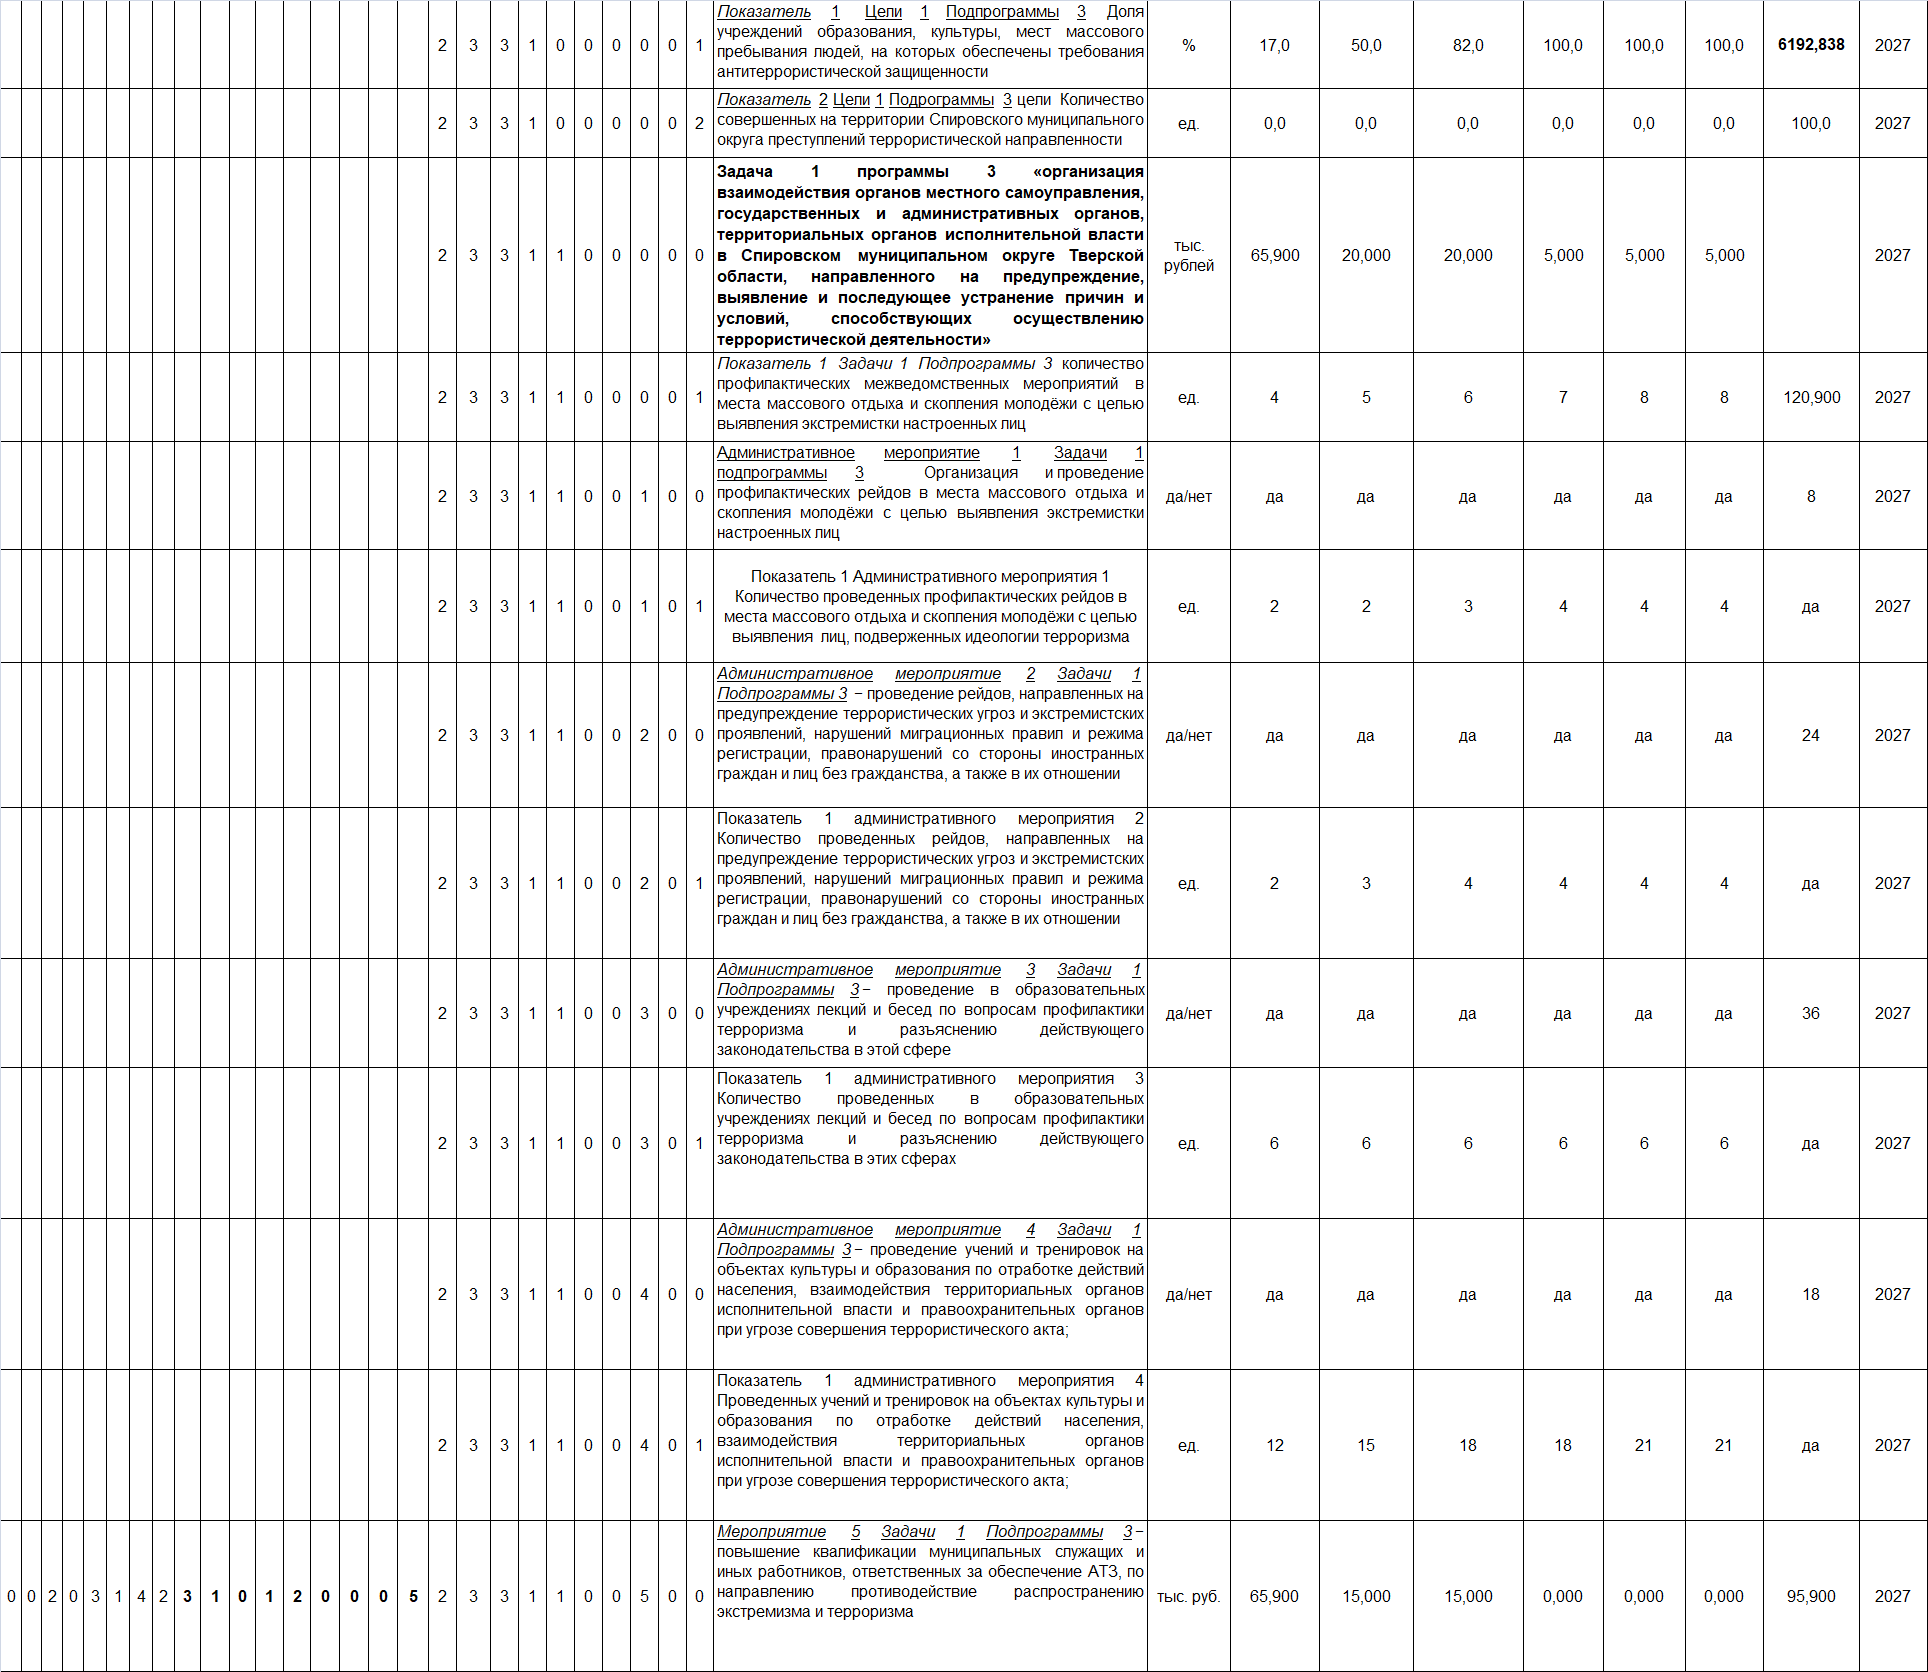 Показатель 1 Цели 1 Подпрограммы 3 Доля
учреждений образования, культуры, мест массового
пребывания людей, на которых обеспечены требования
антитеррористической защищенности
2 3 3 1 0 0 0 0 0 1 % 17,0 50,0 82,0 100,0 100,0 100,0 6192,838 2027
Показатель 2 Цели 1 Подрограммы 3 цели Количество
совершенных на территории Спировского муниципального
округа преступлений террористической направленности
2 3 3 1 0 0 0 0 0 2 ед. 0,0 0,0 0,0 0,0 0,0 0,0 100,0 2027
Задача 1 программы 3 «организация
взаимодействия органов местного самоуправления,
государственных и административных органов,
территориальных органов исполнительной власти
в Спировском муниципальном округе Тверской
области, направленного на предупреждение,
выявление и последующее устранение причин и
условий, способствующих осуществлению
террористической деятельности»
2 3 3 1 1 0 0 0 0 0 тыс.
рублей
65,900 20,000 20,000 5,000 5,000 5,000 2027
Показатель 1 Задачи 1 Подпрограммы 3 количество
профилактических межведомственных мероприятий в
места массового отдыха и скопления молодёжи с целью
выявления экстремистки настроенных лиц
2 3 3 1 1 0 0 0 0 1 ед. 4 5 6 7 8 8 120,900 2027
Административное мероприятие 1 Задачи 1
подпрограммы 3 Организация и проведение
профилактических рейдов в места массового отдыха и
скопления молодёжи с целью выявления экстремистки
настроенных лиц
2 3 3 1 1 0 0 1 0 0 да/нет да да да да да да 8 2027
Показатель 1 Административного мероприятия 1
Количество проведенных профилактических рейдов в
места массового отдыха и скопления молодёжи с целью
выявления лиц, подверженных идеологии терроризма
2 3 3 1 1 0 0 1 0 1 ед. 2 2 3 4 4 4 да 2027
Административное мероприятие 2 Задачи 1
Подпрограммы 3 – проведение рейдов, направленных на
предупреждение террористических угроз и экстремистских
проявлений, нарушений миграционных правил и режима
регистрации, правонарушений со стороны иностранных
граждан и лиц без гражданства, а также в их отношении
2 3 3 1 1 0 0 2 0 0 да/нет да да да да да да 24 2027
Показатель 1 административного мероприятия 2
Количество проведенных рейдов, направленных на
предупреждение террористических угроз и экстремистских
проявлений, нарушений миграционных правил и режима
регистрации, правонарушений со стороны иностранных
граждан и лиц без гражданства, а также в их отношении
2 3 3 1 1 0 0 2 0 1 ед. 2 3 4 4 4 4 да 2027
Административное мероприятие 3 Задачи 1
Подпрограммы 3 – проведение в образовательных
учреждениях лекций и бесед по вопросам профилактики
терроризма и разъяснению действующего
законодательства в этой сфере
2 3 3 1 1 0 0 3 0 0 да/нет да да да да да да 36 2027
Показатель 1 административного мероприятия 3
Количество проведенных в образовательных
учреждениях лекций и бесед по вопросам профилактики
терроризма и разъяснению действующего
законодательства в этих сферах
2 3 3 1 1 0 0 3 0 1 ед. 6 6 6 6 6 6 да 2027
Административное мероприятие 4 Задачи 1
Подпрограммы 3 – проведение учений и тренировок на
объектах культуры и образования по отработке действий
населения, взаимодействия территориальных органов
исполнительной власти и правоохранительных органов
при угрозе совершения террористического акта;
2 3 3 1 1 0 0 4 0 0 да/нет да да да да да да 18 2027
Показатель 1 административного мероприятия 4
Проведенных учений и тренировок на объектах культуры и
образования по отработке действий населения,
взаимодействия территориальных органов
исполнительной власти и правоохранительных органов
при угрозе совершения террористического акта;
2 3 3 1 1 0 0 4 0 1 ед. 12 15 18 18 21 21 да 2027
Мероприятие 5 Задачи 1 Подпрограммы 3 –
повышение квалификации муниципальных служащих и
иных работников, ответственных за обеспечение АТЗ, по
направлению противодействие распространению
экстремизма и терроризма
0 0 2 0 3 1 4 2 3 1 0 1 2 0 0 0 5 2 3 3 1 1 0 0 5 0 0 тыс. руб. 65,900 15,000 15,000 0,000 0,000 0,000 95,900 2027